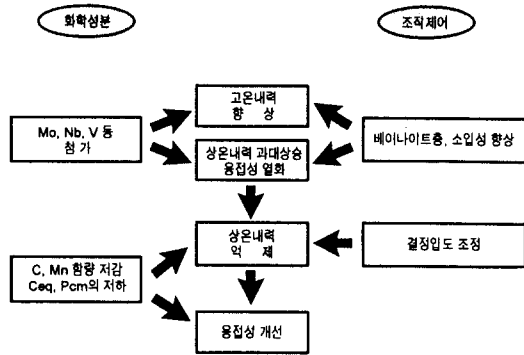 화학성분
조직제어
고온내력
향 상
Mo, Nb, V 등
첨 가
상온내력 과대상승
용접성 열화
베이나이트중, 소입성 향상
상온내력
억 제
결정입도 조정
C, Mn 함량 저감
Ceq, Pcm의 저하
용접성 개선